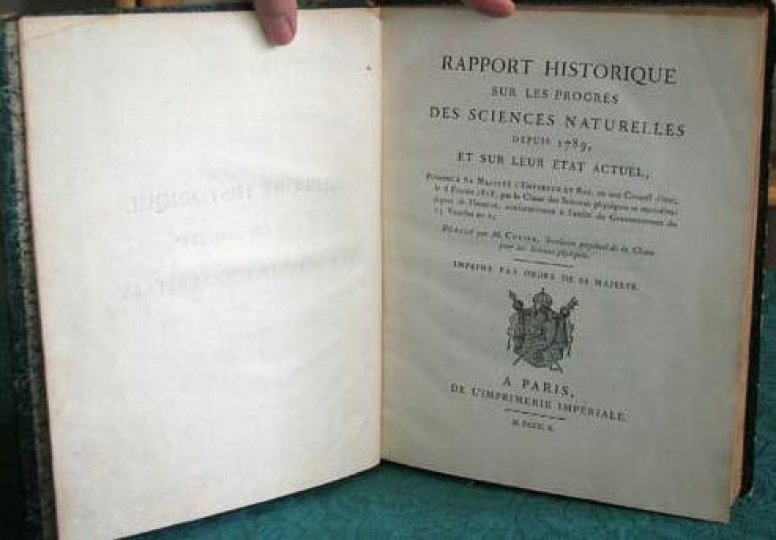 RAPPORT HISTORIQUE
SUR LES PROGRÈS
DES SCIENCES NATURELLES
DEPUIS 1789,
ET SUR LEUR ÉTAT ACTUEL,
Présenté à SA MAJESTÉ L'EMPEREUR ET ROI, en son Conseil d'état,
le 6 Février 1808, par la Classe des Sciences physiques et mathéma-
tiques de l'Institut, conformément à l'arrêté du Gouvernement du
13 Ventôse an
Rédigé par M. CUVIER, Secrétaire perpétuel de la Classe
pour les Sciences physiques.
IMPRIMÉ PAR ORDRE DE SA MAJESTÉ.
A PARIS,
DE L'IMPRIMERIE IMPÉRIALE.
M. DCCC. X.